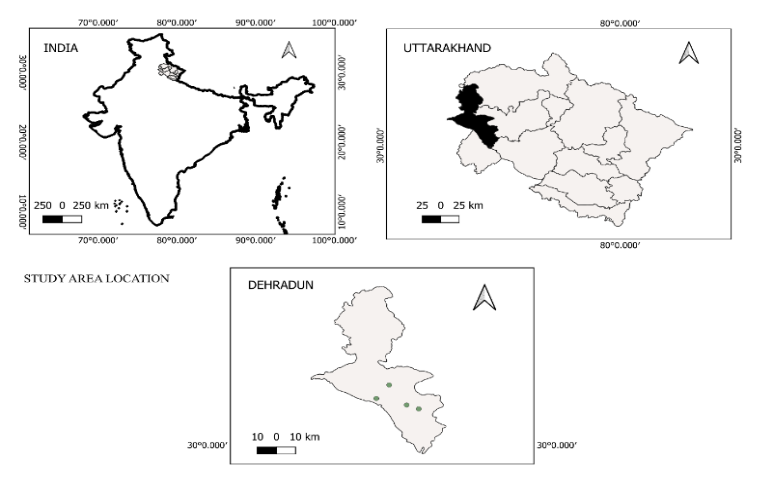 70°0.000' 80°0.000' 90°0.000' 100°0.000'
INDIA
30°0.000' 30°0.000'
20°0.000' 20°0.000'
10°0.000' 10°0.000'
250 0 250 km
70°0.000' 80°0.000' 90°0.000' 100°0.000'
80°0.000'
UTTARAKHAND
30°0.000' 30°0.000'
25 0 25 km
80°0.000'
STUDY AREA LOCATION
DEHRADUN
10 0 10 km
30°0.000' 30°0.000'